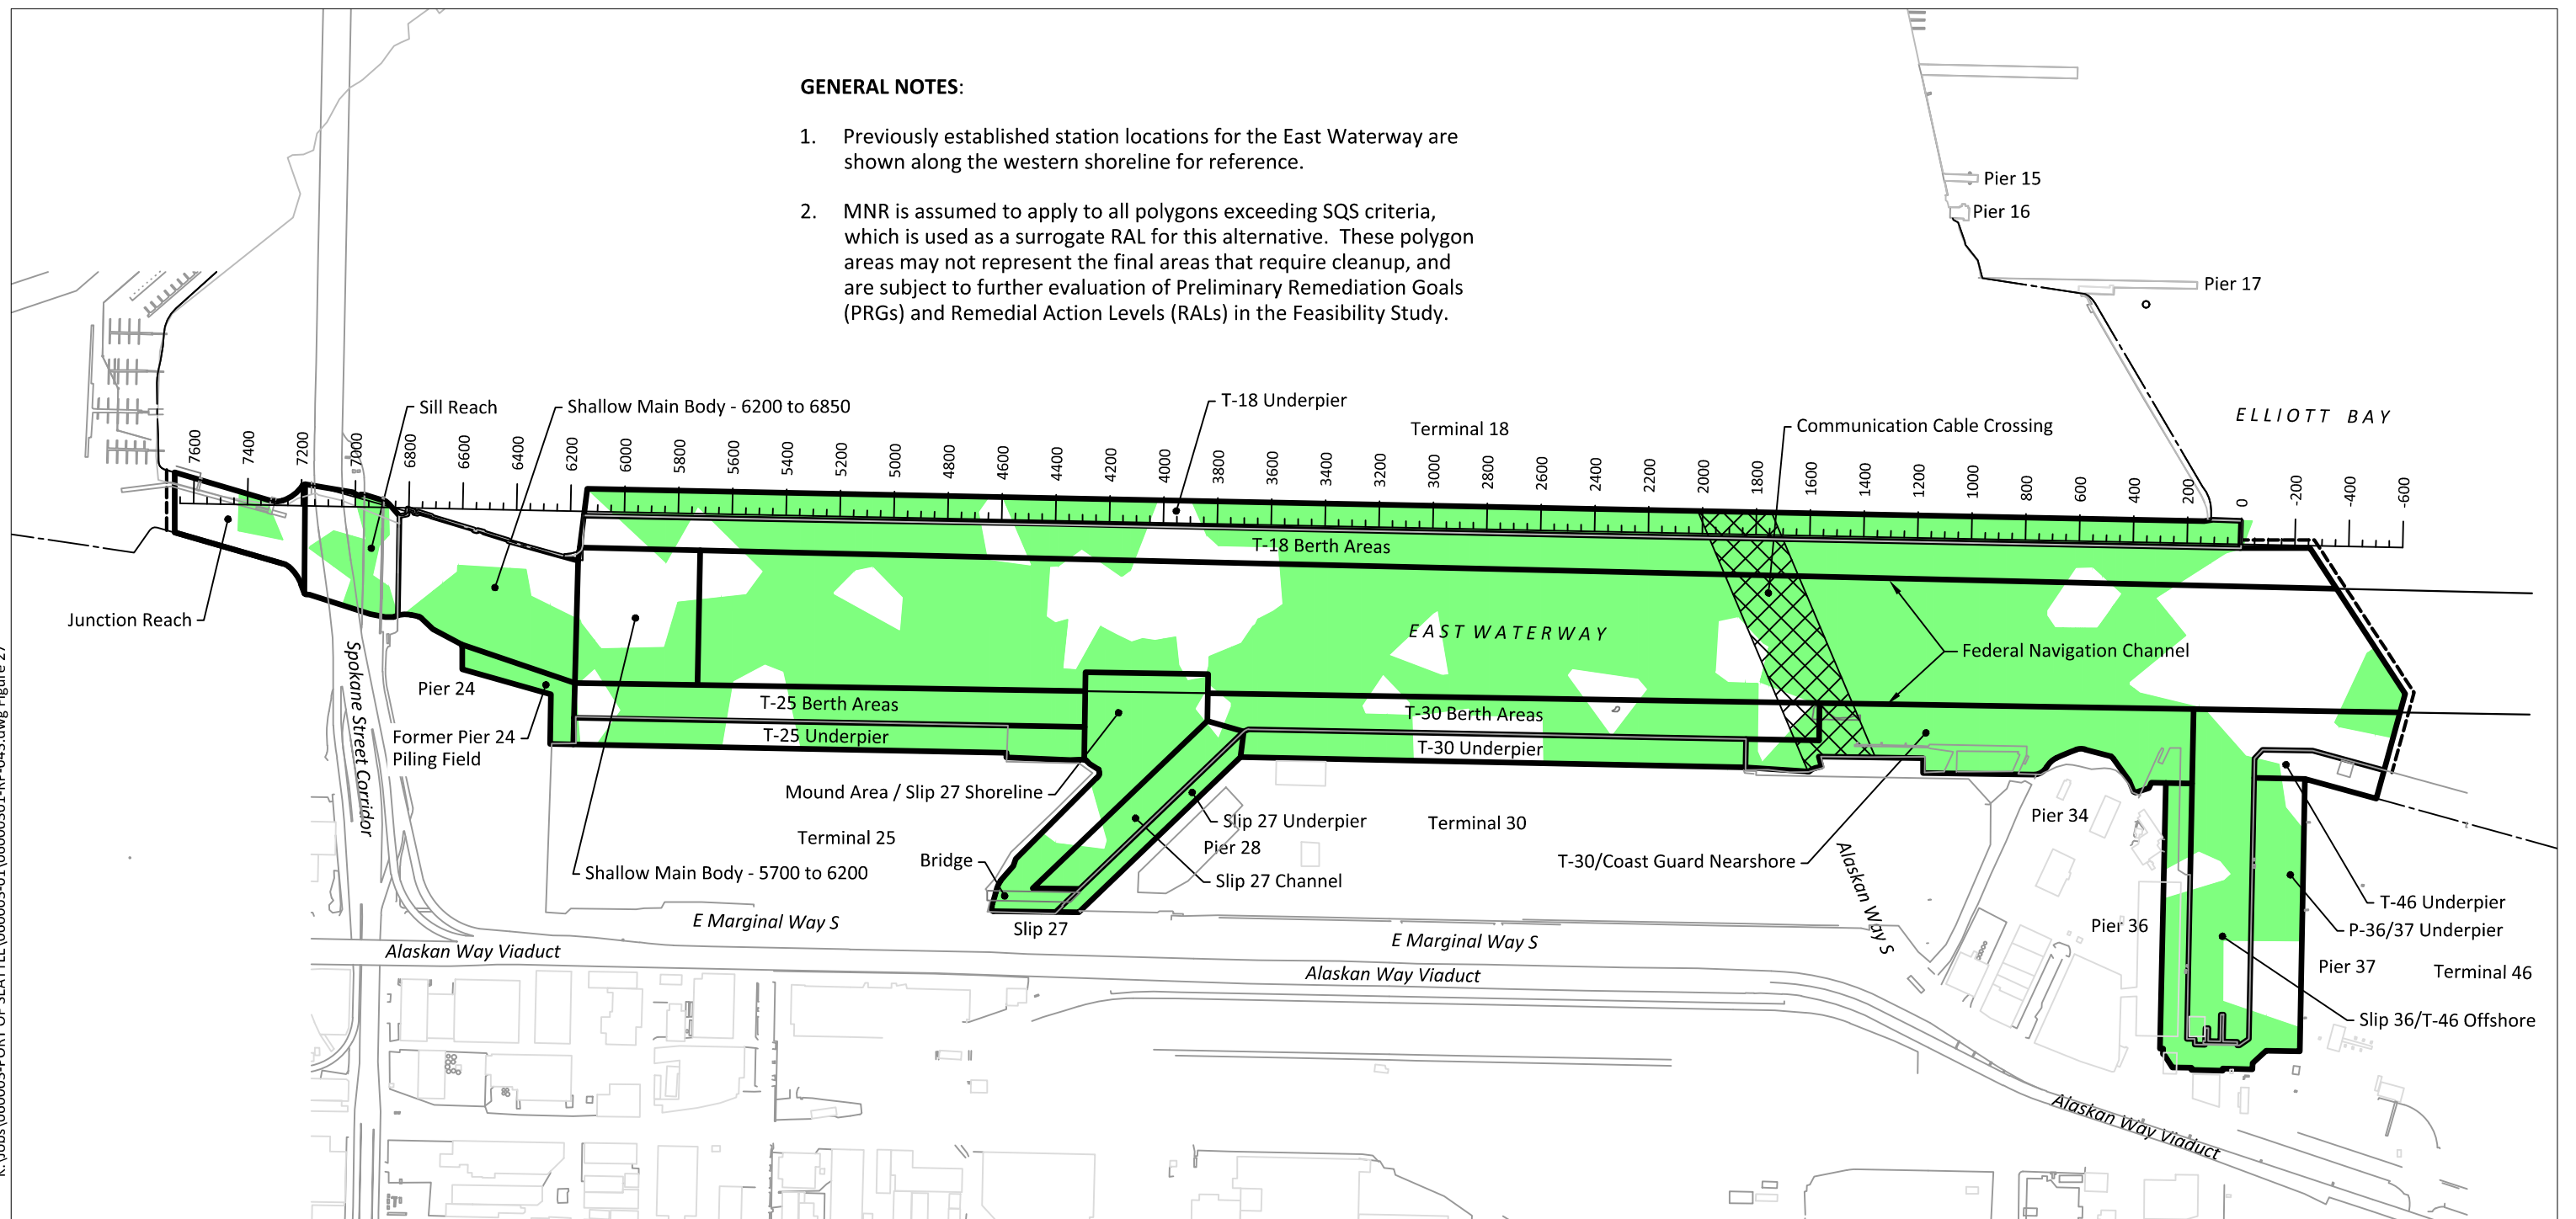 GENERAL NOTES:
1. Previously established station locations for the East Waterway are
shown along the western shoreline for reference.
2. MNR is assumed to apply to all polygons exceeding SQS criteria,
which is used as a surrogate RAL for this alternative. These polygon
areas may not represent the final areas that require cleanup, and
are subject to further evaluation of Preliminary Remediation Goals
(PRGs) and Remedial Action Levels (RALs) in the Feasibility Study.
Pier 15
Pier 16
Pier 17
ELLIOTT BAY
Sill Reach
Shallow Main Body - 6200 to 6850
T-18 Underpier
Terminal 18
Communication Cable Crossing
7600
7400
7200
7000
6800
6600
6400
6200
6000
5800
5600
5400
5200
5000
4800
4600
4400
4200
4000
3800
3600
3400
3200
3000
2800
2600
2400
2200
2000
1800
1600
1400
1200
1000
800
600
400
200
0
-200
-400
-600
T-18 Berth Areas
Junction Reach
EAST WATERWAY
Federal Navigation Channel
Spokane Street Corridor
Pier 24
T-25 Berth Areas
T-30 Berth Areas
Former Pier 24
Piling Field
T-25 Underpier
T-30 Underpier
Mound Area / Slip 27 Shoreline
Terminal 25
Slip 27 Underpier
Pier 28
Terminal 30
Pier 34
Bridge
Shallow Main Body - 5700 to 6200
Slip 27 Channel
T-30/Coast Guard Nearshore
Alaskan Way S
T-46 Underpier
P-36/37 Underpier
Pier 36
Pier 37
Terminal 46
Slip 36/T-46 Offshore
E Marginal Way S
Slip 27
E Marginal Way S
Alaskan Way Viaduct
Alaskan Way Viaduct
Alaskan Way Viaduct